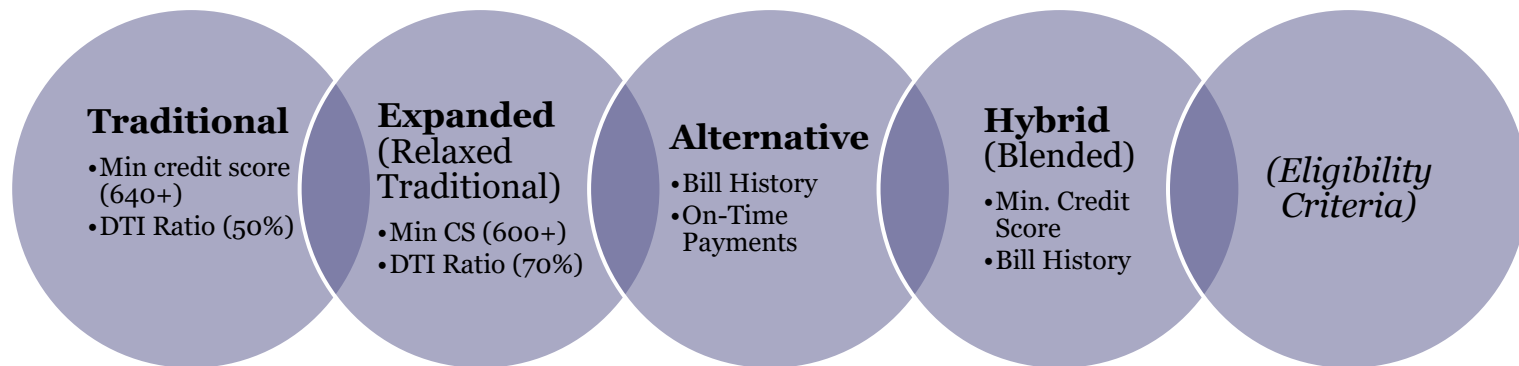 Traditional
•Min credit score
(640+)
•DTI Ratio (50%)
Expanded
(Relaxed
Traditional)
•Min CS (600+)
•DTI Ratio (70%)
Alternative
•Bill History
•On-Time
Payments
Hybrid
(Blended)
•Min. Credit
Score
•Bill History
(Eligibility
Criteria)